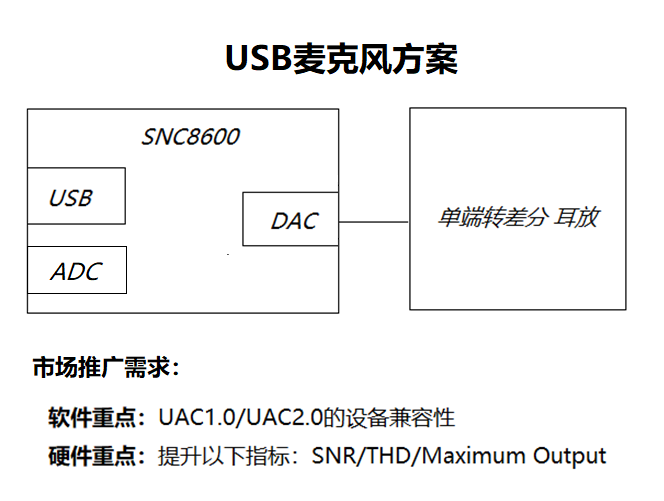 USB麦克风方案
SNC8600
USB
DAC
单端转差分 耳放
ADC
市场推广需求：
软件重点：UAC1.0/UAC2.0的设备兼容性
硬件重点：提升以下指标：SNR/THD/Maximum Output